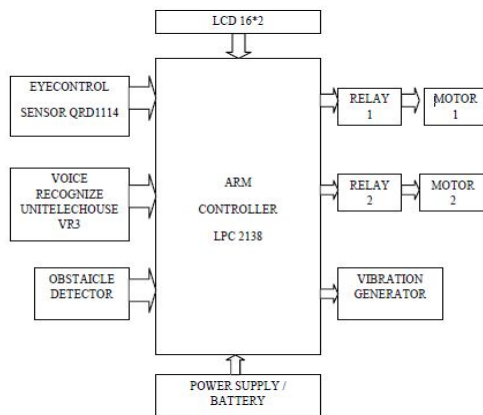 LCD 16*2
EYECONTROL
SENSOR QRD1114
VOICE
RECOGNIZE
UNITELECHOUSE
VR3
OBSTAICLE
DETECTOR
ARM
CONTROLLER
LPC 2138
RELAY
1
MOTOR
1
RELAY
2
MOTOR
2
VIBRATION
GENERATOR
POWER SUPPLY /
BATTERY